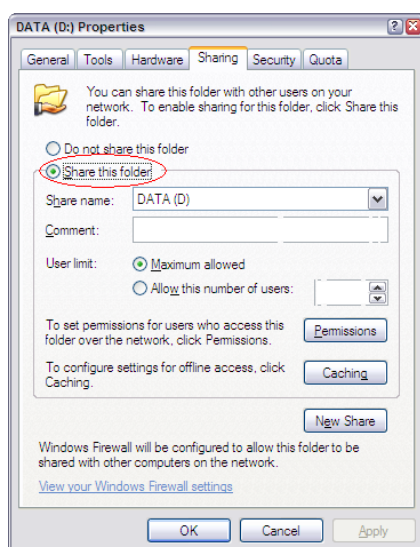 DATA (D:) Properties
General Tools Hardware Sharing Security Quota
You can share this folder with other users on your
network. To enable sharing for this folder, click Share this
folder.
Do not share this folder
Share this folder
Share name: DATA (D)
Comment:
User limit: Maximum allowed
Allow this number of users:
To set permissions for users who access this
folder over the network, click Permissions.
Permissions
To configure settings for offline access, click
Caching.
Caching
New Share
Windows Firewall will be configured to allow this folder to be
shared with other computers on the network.
View your Windows Firewall settings
OK Cancel Apply